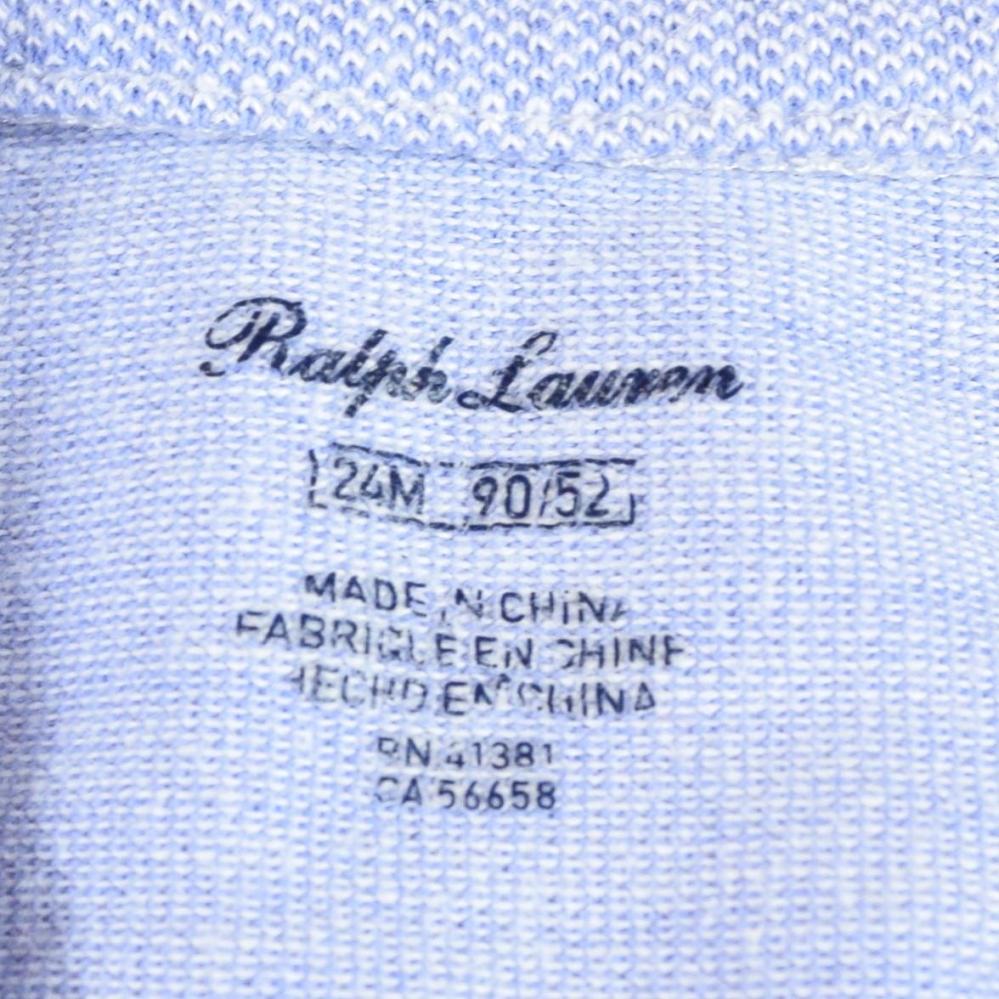 Ralph Lauren
24M 90/52
MADE IN CHINA
FABRIQUE EN CHINE
HECHO EN CHINA
RN 41381
CA 56658